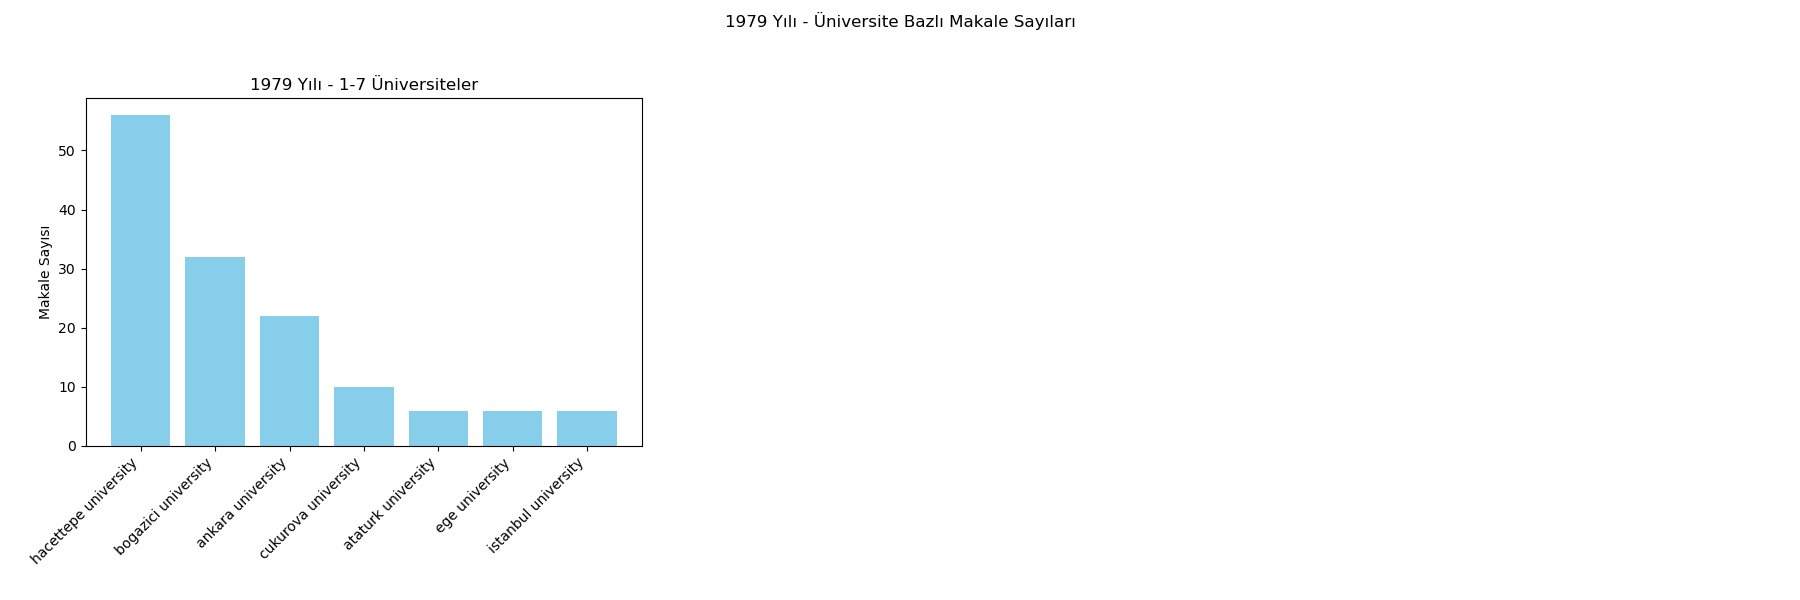 1979 Yılı - Üniversite Bazlı Makale Sayıları
1979 Yılı - 1-7 Üniversiteler
Makale Sayısı
50
40
30
20
10
0
hacettepe university
bogazici university
ankara university
cukurova university
ataturk university
ege university
istanbul university